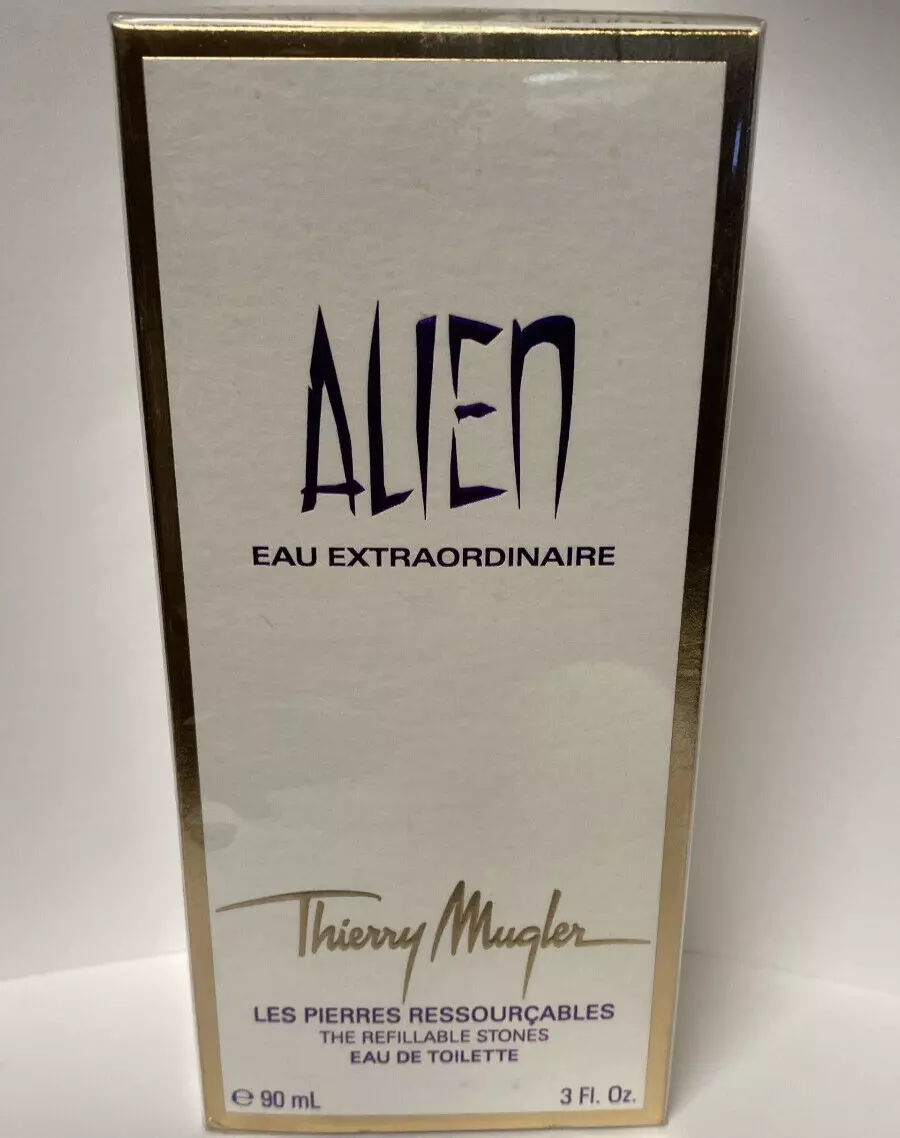 ALIEN
EAU EXTRAORDINAIRE
Thierry Mugler
LES PIERRES RESSOURÇABLES
THE REFILLABLE STONES
EAU DE TOILETTE
℮ 90 mL 3 Fl. Oz.